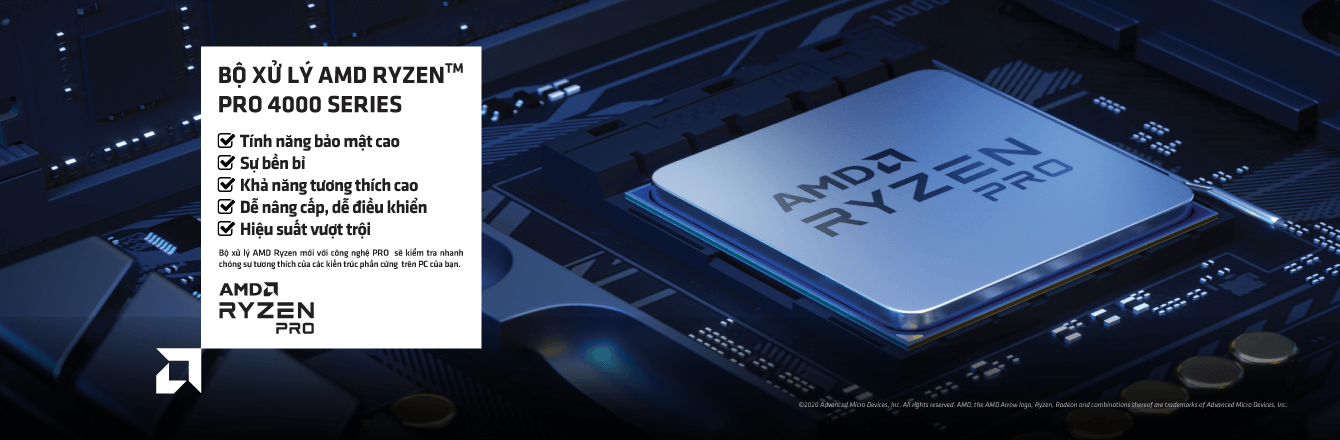 BỘ XỬ LÝ AMD RYZEN™
PRO 4000 SERIES
Tính năng bảo mật cao
Sự bền bỉ
Khả năng tương thích cao
Dễ nâng cấp, dễ điều khiển
Hiệu suất vượt trội
Bộ xử lý AMD Ryzen mới với công nghệ PRO sẽ kiểm tra nhanh
chóng sự tương thích của các kiến trúc phần cứng trên PC của bạn.
AMD
RYZEN
PRO
AMD
RYZEN
PRO
©2020 Advanced Micro Devices, Inc. All rights reserved. AMD, the AMD Arrow logo, Ryzen, Radeon and combinations thereof are trademarks of Advanced Micro Devices, Inc.